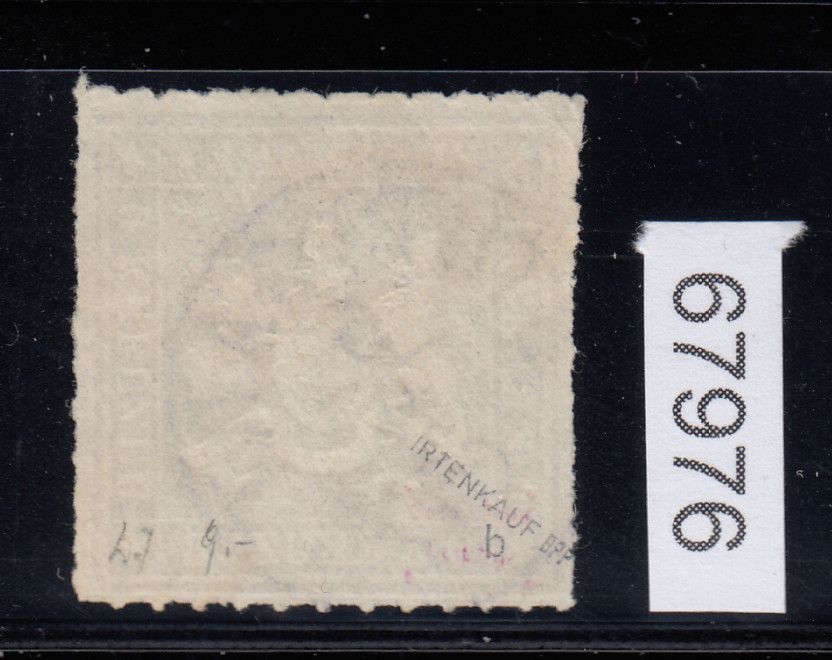 IRTENKAUF BPP
b
9.-
67976